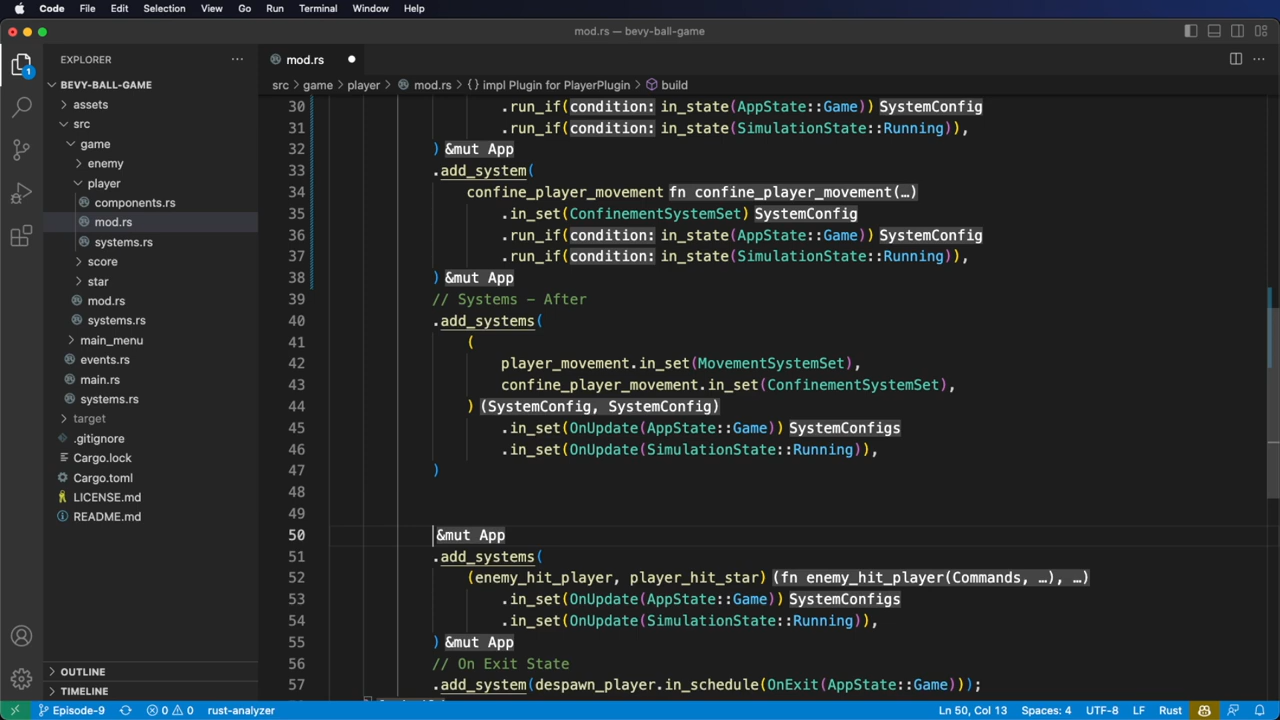 Code File Edit Selection View Go Run Terminal Window Help
mod.rs — bevy-ball-game
EXPLORER
mod.rs
1
BEVY-BALL-GAME
src > game > player > mod.rs > {} impl Plugin for PlayerPlugin > build
assets
src
game
enemy
player
components.rs
mod.rs
systems.rs
score
star
mod.rs
systems.rs
main_menu
events.rs
main.rs
systems.rs
target
.gitignore
Cargo.lock
Cargo.toml
LICENSE.md
README.md
OUTLINE
TIMELINE
30 .run_if(condition: in_state(AppState::Game)) SystemConfig
31 .run_if(condition: in_state(SimulationState::Running)),
32 ) &mut App
33 .add_system(
34 confine_player_movement fn confine_player_movement(…)
35 .in_set(ConfinementSystemSet) SystemConfig
36 .run_if(condition: in_state(AppState::Game)) SystemConfig
37 .run_if(condition: in_state(SimulationState::Running)),
38 ) &mut App
39 // Systems - After
40 .add_systems(
41 (
42 player_movement.in_set(MovementSystemSet),
43 confine_player_movement.in_set(ConfinementSystemSet),
44 ) (SystemConfig, SystemConfig)
45 .in_set(OnUpdate(AppState::Game)) SystemConfigs
46 .in_set(OnUpdate(SimulationState::Running)),
47 )
48
49
50 &mut App
51 .add_systems(
52 (enemy_hit_player, player_hit_star) (fn enemy_hit_player(Commands, …), …)
53 .in_set(OnUpdate(AppState::Game)) SystemConfigs
54 .in_set(OnUpdate(SimulationState::Running)),
55 ) &mut App
56 // On Exit State
57 .add_system(despawn_player.in_schedule(OnExit(AppState::Game)));
Episode-9 0 0 rust-analyzer Ln 50, Col 13 Spaces: 4 UTF-8 LF Rust